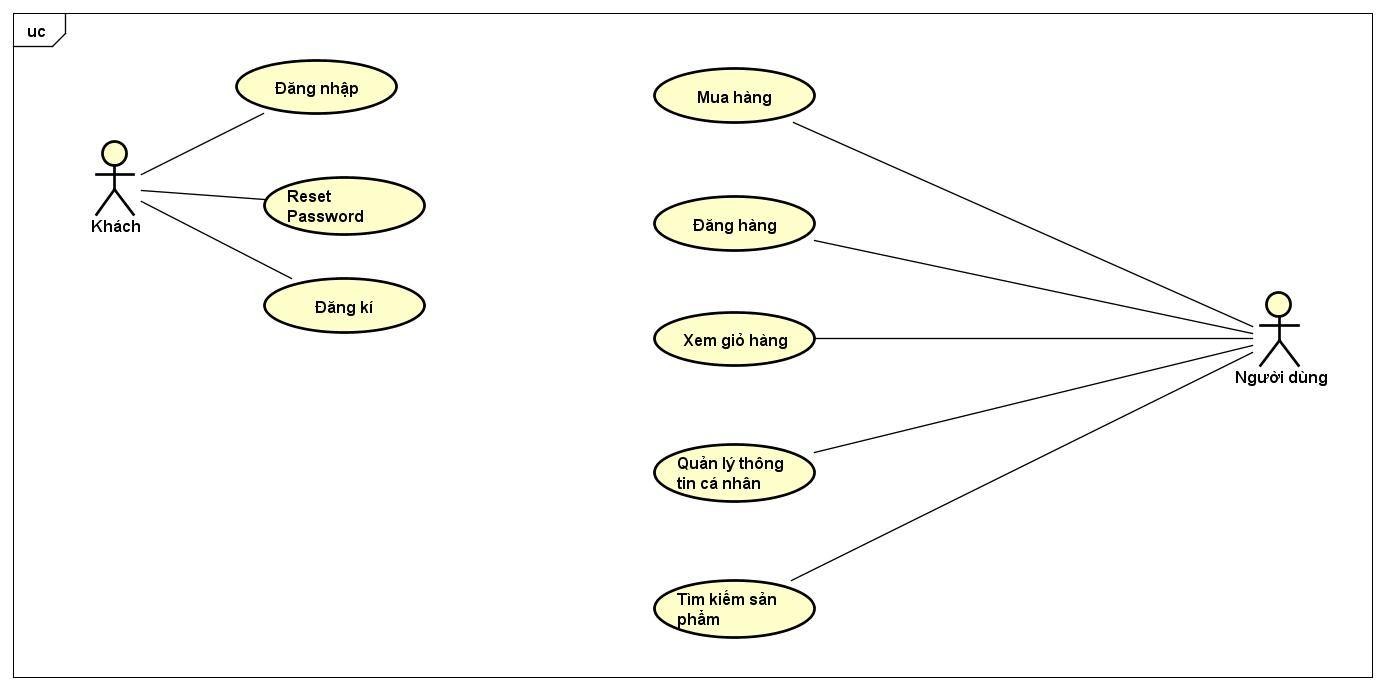 uc
Đăng nhập
Khách
Reset
Password
Đăng kí
Mua hàng
Đăng hàng
Xem giỏ hàng
Người dùng
Quản lý thông
tin cá nhân
Tìm kiếm sản
phẩm